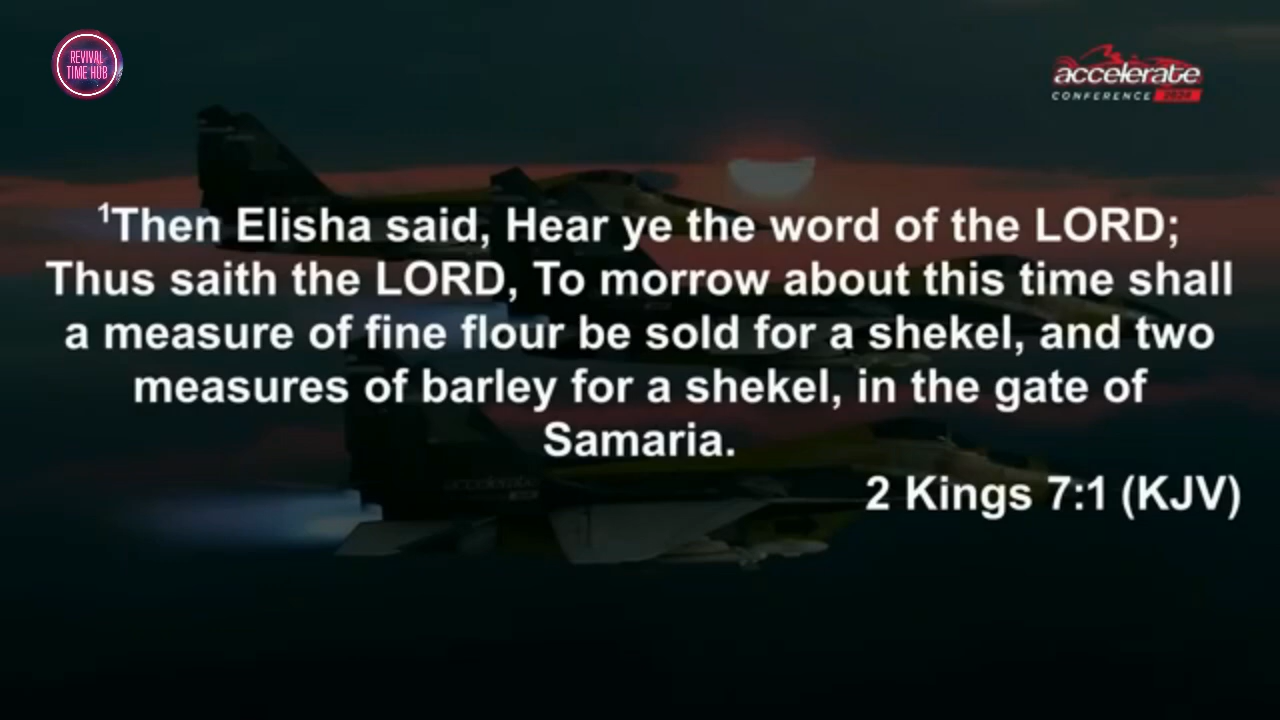 REVIVAL
TIME HUB
accelerate
CONFERENCE 2024
¹Then Elisha said, Hear ye the word of the LORD;
Thus saith the LORD, To morrow about this time shall
a measure of fine flour be sold for a shekel, and two
measures of barley for a shekel, in the gate of
Samaria.
2 Kings 7:1 (KJV)
accelerate